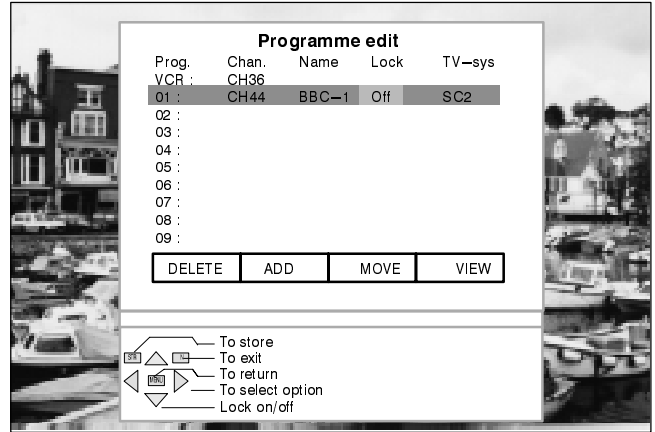 Programme edit
Prog. Chan. Name Lock TV–sys
VCR : CH36
01 : CH44 BBC–1 Off SC2
02 :
03 :
04 :
05 :
06 :
07 :
08 :
09 :
DELETE ADD MOVE VIEW
To store
STR To exit
To return
MENU To select option
Lock on/off